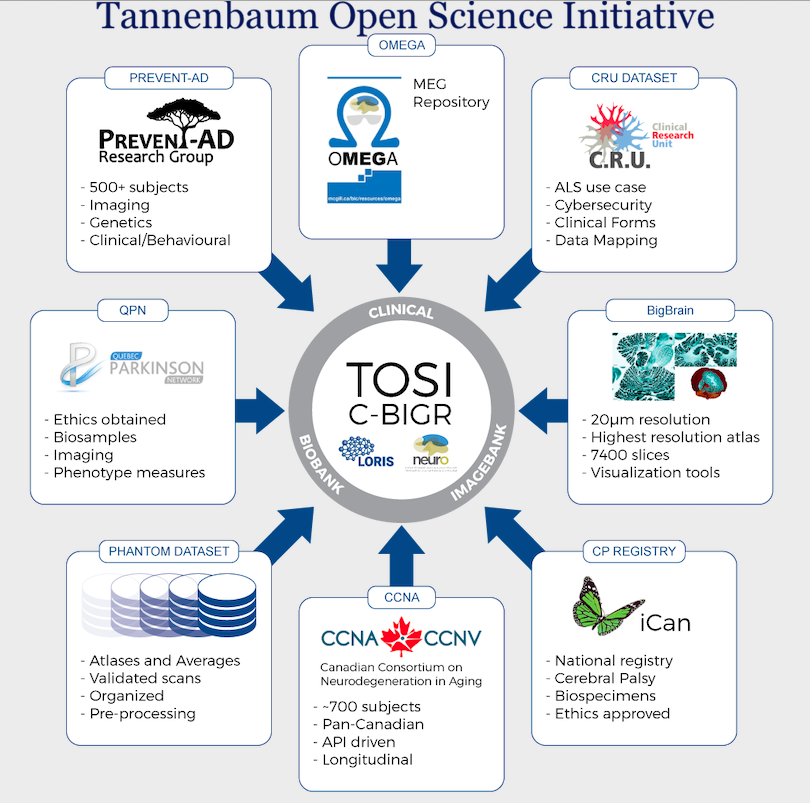 Tannenbaum Open Science Initiative
OMEGA
MEG
Repository
OMEGA
mcgill.ca/bic/resources/omega
PREVENT-AD
PREVENT-AD
Research Group
- 500+ subjects
- Imaging
- Genetics
- Clinical/Behavioural
CRU DATASET
Clinical
Research
Unit
C.R.U.
- ALS use case
- Cybersecurity
- Clinical Forms
- Data Mapping
QPN
QUEBEC
PARKINSON
NETWORK
- Ethics obtained
- Biosamples
- Imaging
- Phenotype measures
CLINICAL
TOSI
C-BIGR
LORIS
neuro
BIOBANK
IMAGEBANK
BigBrain
- 20µm resolution
- Highest resolution atlas
- 7400 slices
- Visualization tools
PHANTOM DATASET
- Atlases and Averages
- Validated scans
- Organized
- Pre-processing
CCNA
CCNA CCNV
Canadian Consortium on
Neurodegeneration in Aging
- ~700 subjects
- Pan-Canadian
- API driven
- Longitudinal
CP REGISTRY
iCan
- National registry
- Cerebral Palsy
- Biospecimens
- Ethics approved